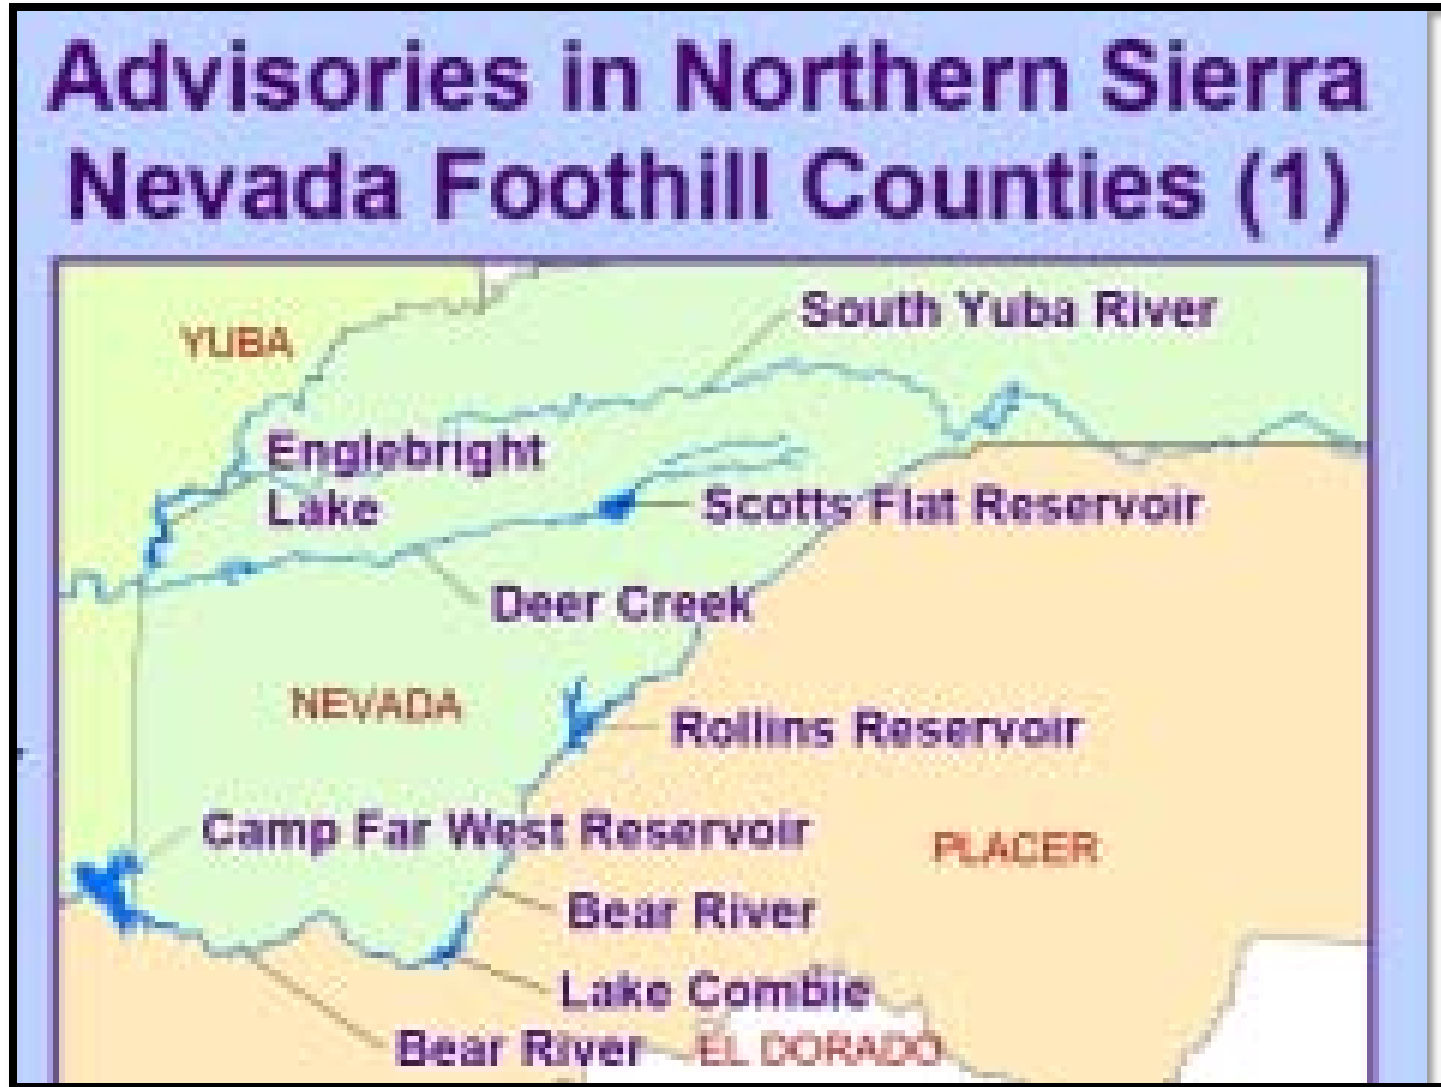 Advisories in Northern Sierra
Nevada Foothill Counties (1)
South Yuba River
YUBA
Englebright
Lake
Scotts Flat Reservoir
Deer Creek
NEVADA
Rollins Reservoir
Camp Far West Reservoir
PLACER
Bear River
Lake Combie
Bear River
EL DORADO